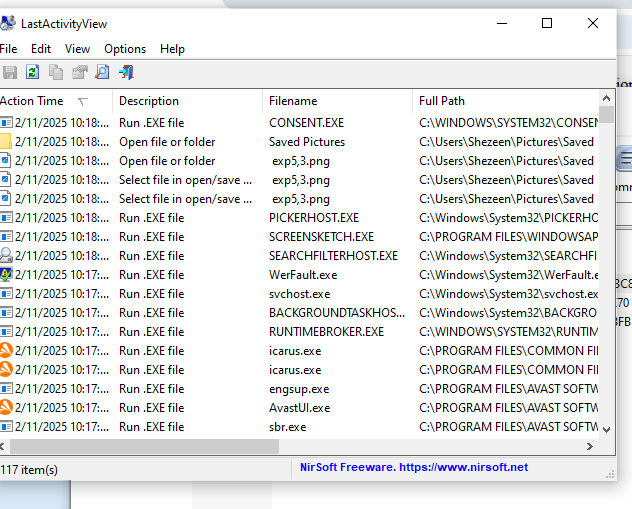 LastActivityView
File Edit View Options Help
Action Time Description Filename Full Path
2/11/2025 10:18:... Run .EXE file CONSENT.EXE C:\WINDOWS\SYSTEM32\CONSEN
2/11/2025 10:18:... Open file or folder Saved Pictures C:\Users\Shezeen\Pictures\Saved
2/11/2025 10:18:... Open file or folder exp5,3.png C:\Users\Shezeen\Pictures\Saved
2/11/2025 10:18:... Select file in open/save ... exp5,3.png C:\Users\Shezeen\Pictures\Saved
2/11/2025 10:18:... Select file in open/save ... exp5,3.png C:\Users\Shezeen\Pictures\Saved
2/11/2025 10:18:... Run .EXE file PICKERHOST.EXE C:\Windows\System32\PICKERHO
2/11/2025 10:18:... Run .EXE file SCREENSKETCH.EXE C:\PROGRAM FILES\WINDOWSAP
2/11/2025 10:18:... Run .EXE file SEARCHFILTERHOST.EXE C:\Windows\System32\SEARCHFI
2/11/2025 10:17:... Run .EXE file WerFault.exe C:\Windows\System32\WerFault.e
2/11/2025 10:17:... Run .EXE file svchost.exe C:\Windows\System32\svchost.ex
2/11/2025 10:17:... Run .EXE file BACKGROUNDTASKHOS... C:\Windows\System32\BACKGRO
2/11/2025 10:17:... Run .EXE file RUNTIMEBROKER.EXE C:\WINDOWS\SYSTEM32\RUNTIM
2/11/2025 10:17:... Run .EXE file icarus.exe C:\PROGRAM FILES\COMMON FI
2/11/2025 10:17:... Run .EXE file icarus.exe C:\PROGRAM FILES\COMMON FI
2/11/2025 10:17:... Run .EXE file engsup.exe C:\PROGRAM FILES\AVAST SOFTW
2/11/2025 10:17:... Run .EXE file AvastUI.exe C:\PROGRAM FILES\AVAST SOFTW
2/11/2025 10:17:... Run .EXE file sbr.exe C:\PROGRAM FILES\AVAST SOFTW
117 item(s) NirSoft Freeware. https://www.nirsoft.net